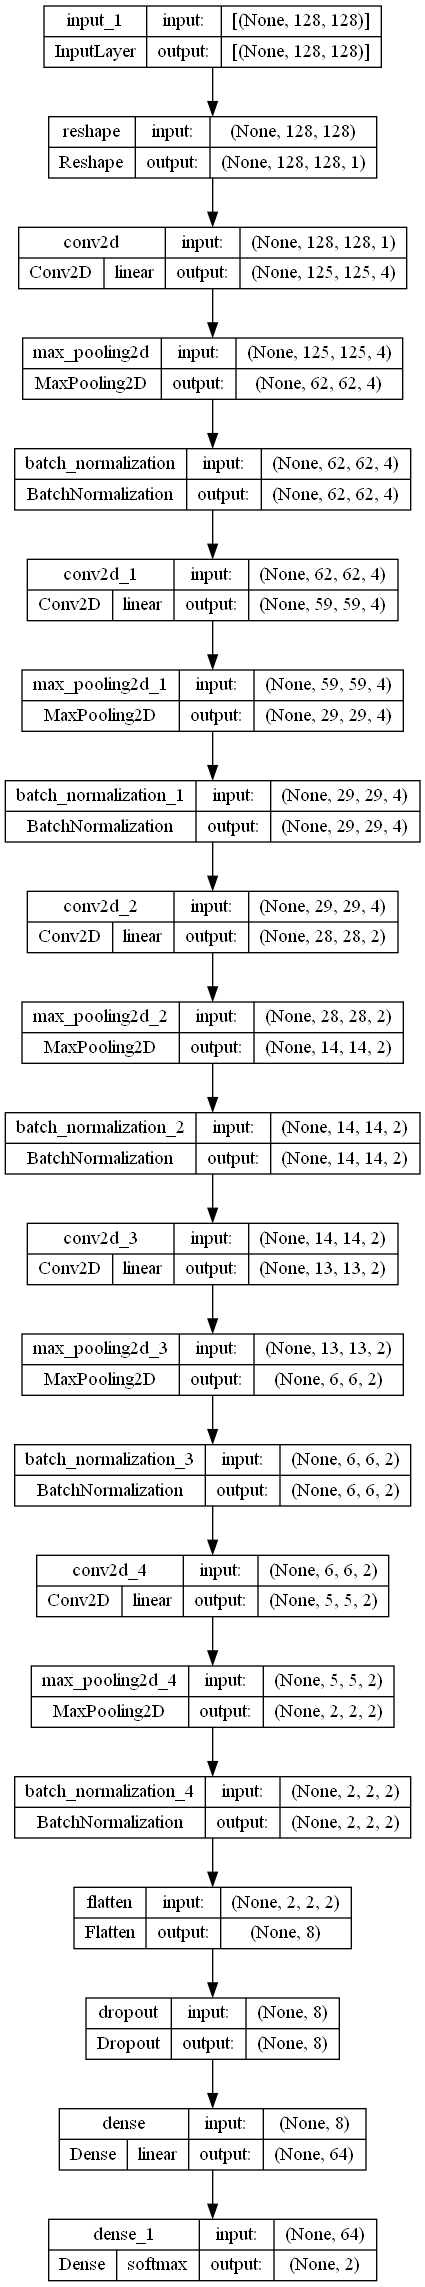 input_1 input: [(None, 128, 128)]
InputLayer output: [(None, 128, 128)]
reshape input: (None, 128, 128)
Reshape output: (None, 128, 128, 1)
conv2d input: (None, 128, 128, 1)
Conv2D linear output: (None, 125, 125, 4)
max_pooling2d input: (None, 125, 125, 4)
MaxPooling2D output: (None, 62, 62, 4)
batch_normalization input: (None, 62, 62, 4)
BatchNormalization output: (None, 62, 62, 4)
conv2d_1 input: (None, 62, 62, 4)
Conv2D linear output: (None, 59, 59, 4)
max_pooling2d_1 input: (None, 59, 59, 4)
MaxPooling2D output: (None, 29, 29, 4)
batch_normalization_1 input: (None, 29, 29, 4)
BatchNormalization output: (None, 29, 29, 4)
conv2d_2 input: (None, 29, 29, 4)
Conv2D linear output: (None, 28, 28, 2)
max_pooling2d_2 input: (None, 28, 28, 2)
MaxPooling2D output: (None, 14, 14, 2)
batch_normalization_2 input: (None, 14, 14, 2)
BatchNormalization output: (None, 14, 14, 2)
conv2d_3 input: (None, 14, 14, 2)
Conv2D linear output: (None, 13, 13, 2)
max_pooling2d_3 input: (None, 13, 13, 2)
MaxPooling2D output: (None, 6, 6, 2)
batch_normalization_3 input: (None, 6, 6, 2)
BatchNormalization output: (None, 6, 6, 2)
conv2d_4 input: (None, 6, 6, 2)
Conv2D linear output: (None, 5, 5, 2)
max_pooling2d_4 input: (None, 5, 5, 2)
MaxPooling2D output: (None, 2, 2, 2)
batch_normalization_4 input: (None, 2, 2, 2)
BatchNormalization output: (None, 2, 2, 2)
flatten input: (None, 2, 2, 2)
Flatten output: (None, 8)
dropout input: (None, 8)
Dropout output: (None, 8)
dense input: (None, 8)
Dense linear output: (None, 64)
dense_1 input: (None, 64)
Dense softmax output: (None, 2)